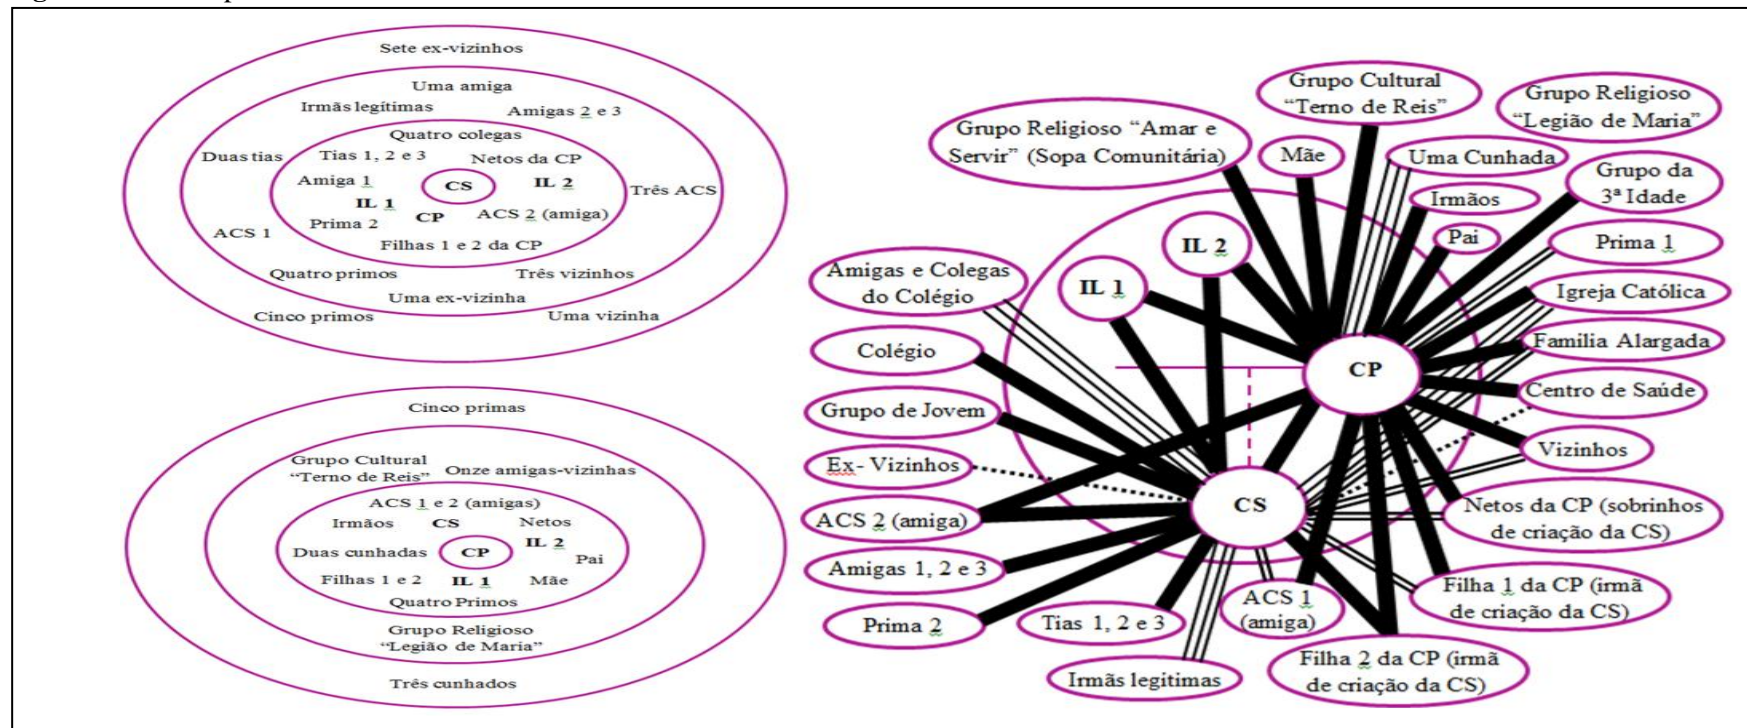 Sete ex-vizinhos
Uma amiga
Irmãs legítimas
Amigas 2 e 3
Quatro colegas
Duas tias
Tias 1, 2 e 3
Netos da CP
Amiga 1
CS
IL 2
Três ACS
IL 1
CP
ACS 2 (amiga)
Prima 2
ACS 1
Filhas 1 e 2 da CP
Quatro primos
Três vizinhos
Uma ex-vizinha
Cinco primos
Uma vizinha
Cinco primas
Grupo Cultural
“Terno de Reis”
Onze amigas-vizinhas
ACS 1 e 2 (amigas)
Irmãos
CS
Netos
Duas cunhadas
CP
IL 2
Pai
Filhas 1 e 2
IL 1
Mãe
Quatro Primos
Grupo Religioso
“Legião de Maria”
Três cunhados
Grupo Cultural
“Terno de Reis”
Grupo Religioso
“Legião de Maria”
Grupo Religioso “Amar e
Servir” (Sopa Comunitária)
Mãe
Uma Cunhada
Grupo da
3ª Idade
Irmãos
Pai
Prima 1
IL 2
IL 1
Amigas e Colegas
do Colégio
Igreja Católica
Colégio
Família Alargada
CP
Centro de Saúde
Grupo de Jovem
Vizinhos
Ex- Vizinhos
CS
ACS 2 (amiga)
Netos da CP (sobrinhos
de criação da CS)
Amigas 1, 2 e 3
Filha 1 da CP (irmã
de criação da CS)
Prima 2
Tias 1, 2 e 3
ACS 1
(amiga)
Irmãs legitimas
Filha 2 da CP (irmã
de criação da CS)